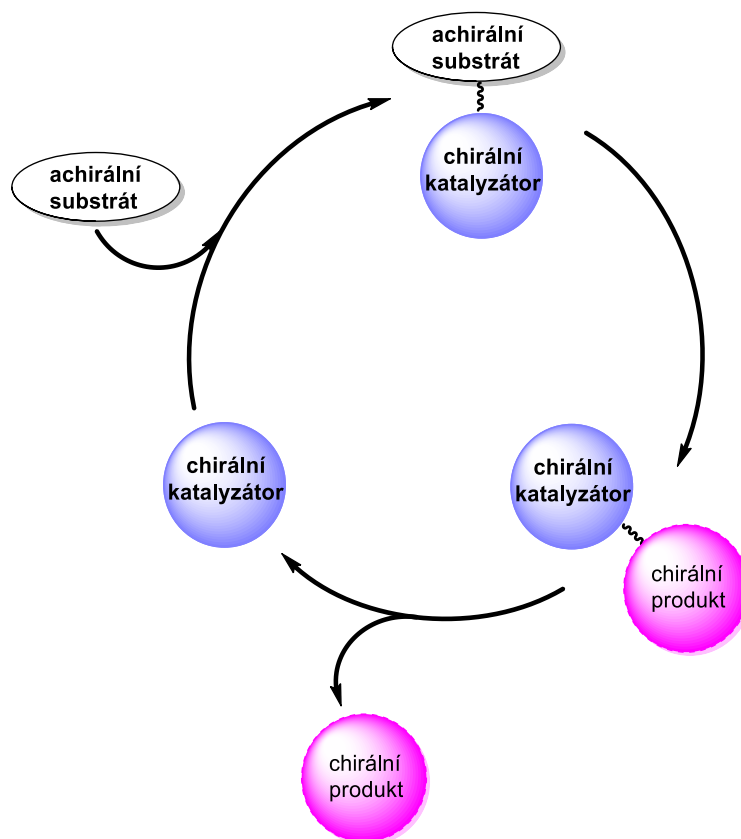 achirální
substrát
chirální
katalyzátor
achirální
substrát
chirální
katalyzátor
chirální
katalyzátor
chirální
produkt
chirální
produkt